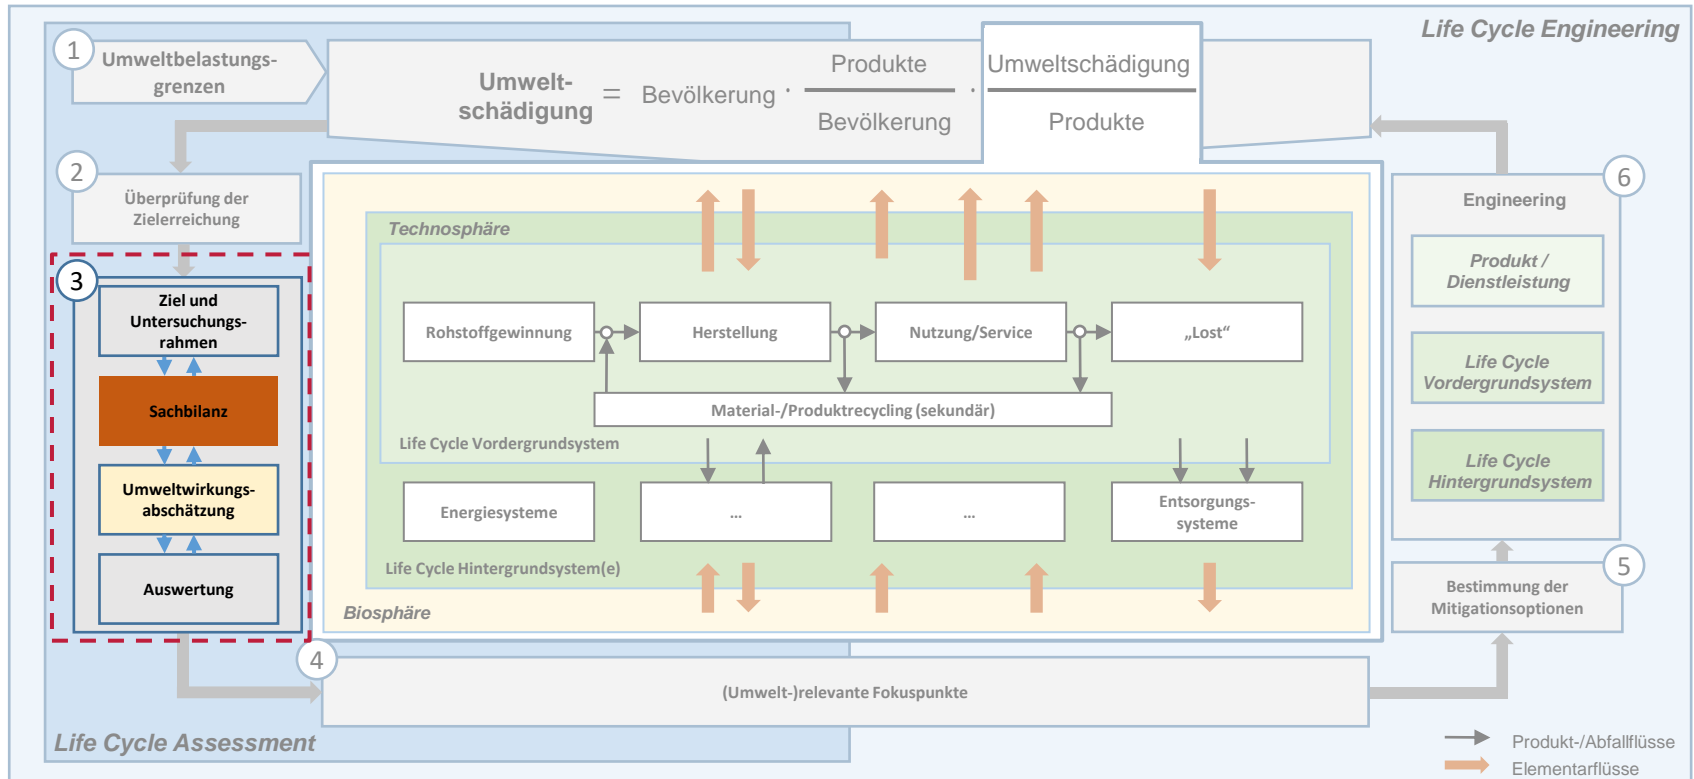 Life Cycle Engineering
1
Umweltbelastungs-
grenzen
Umwelt-
schädigung
=
Bevölkerung
·
Produkte
Bevölkerung
·
Umweltschädigung
Produkte
2
Überprüfung der
Zielerreichung
3
Ziel und
Untersuchungs-
rahmen
Sachbilanz
Umweltwirkungs-
abschätzung
Auswertung
Technosphäre
Rohstoffgewinnung
Herstellung
Nutzung/Service
„Lost“
Material-/Produktrecycling (sekundär)
Life Cycle Vordergrundsystem
Energiesysteme
...
...
Entsorgungs-
systeme
Life Cycle Hintergrundsystem(e)
Biosphäre
4
(Umwelt-)relevante Fokuspunkte
6
Engineering
Produkt /
Dienstleistung
Life Cycle
Vordergrundsystem
Life Cycle
Hintergrundsystem
5
Bestimmung der
Mitigationsoptionen
Life Cycle Assessment
Produkt-/Abfallflüsse
Elementarflüsse